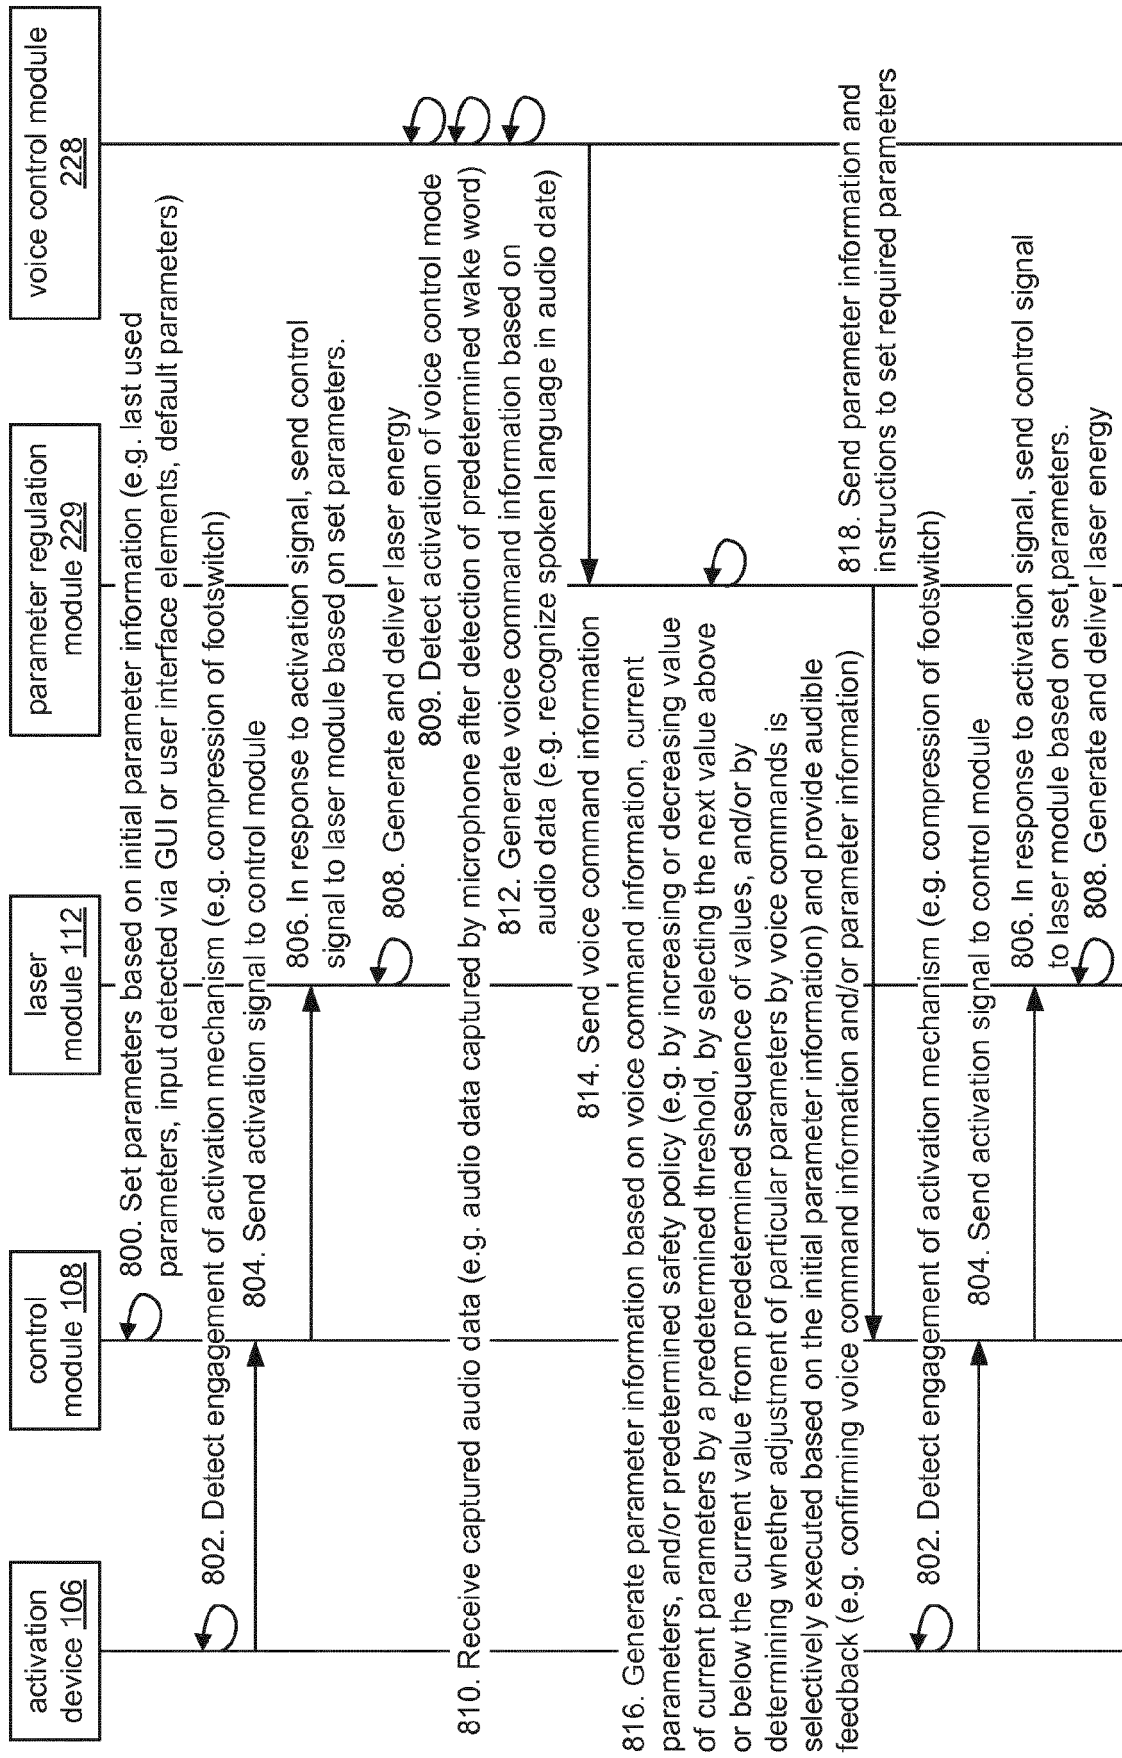 activation
device 106
control
module 108
laser
module 112
parameter regulation
module 229
voice control module
228
800. Set parameters based on initial parameter information (e.g. last used
parameters, input detected via GUI or user interface elements, default parameters)
802. Detect engagement of activation mechanism (e.g. compression of footswitch)
804. Send activation signal to control module
806. In response to activation signal, send control
signal to laser module based on set parameters.
808. Generate and deliver laser energy
809. Detect activation of voice control mode
810. Receive captured audio data (e.g. audio data captured by microphone after detection of predetermined wake word)
812. Generate voice command information based on
audio data (e.g. recognize spoken language in audio date)
814. Send voice command information
816. Generate parameter information based on voice command information, current
parameters, and/or predetermined safety policy (e.g. by increasing or decreasing value
of current parameters by a predetermined threshold, by selecting the next value above
or below the current value from predetermined sequence of values, and/or by
determining whether adjustment of particular parameters by voice commands is
selectively executed based on the initial parameter information) and provide audible
feedback (e.g. confirming voice command information and/or parameter information)
818. Send parameter information and
instructions to set required parameters
802. Detect engagement of activation mechanism (e.g. compression of footswitch)
804. Send activation signal to control module
806. In response to activation signal, send control signal
to laser module based on set parameters.
808. Generate and deliver laser energy